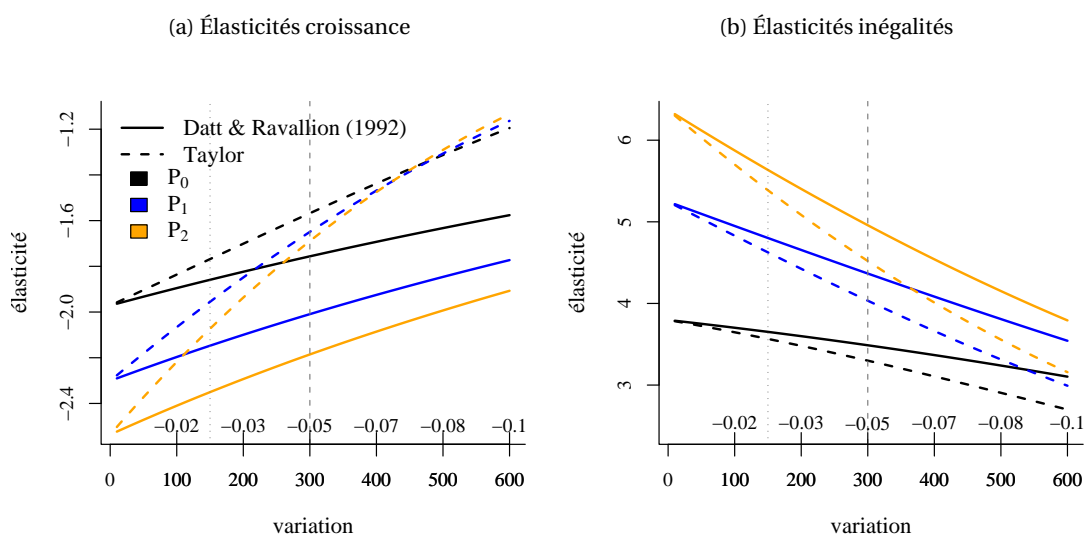 (a) Élasticités croissance
−1.2
−1.6
−2.0
−2.4
élasticité
Datt & Ravallion (1992)
Taylor
P0
P1
P2
−0.02 −0.03 −0.05 −0.07 −0.08 −0.1
0 100 200 300 400 500 600
variation
(b) Élasticités inégalités
6
5
4
3
élasticité
−0.02 −0.03 −0.05 −0.07 −0.08 −0.1
0 100 200 300 400 500 600
variation